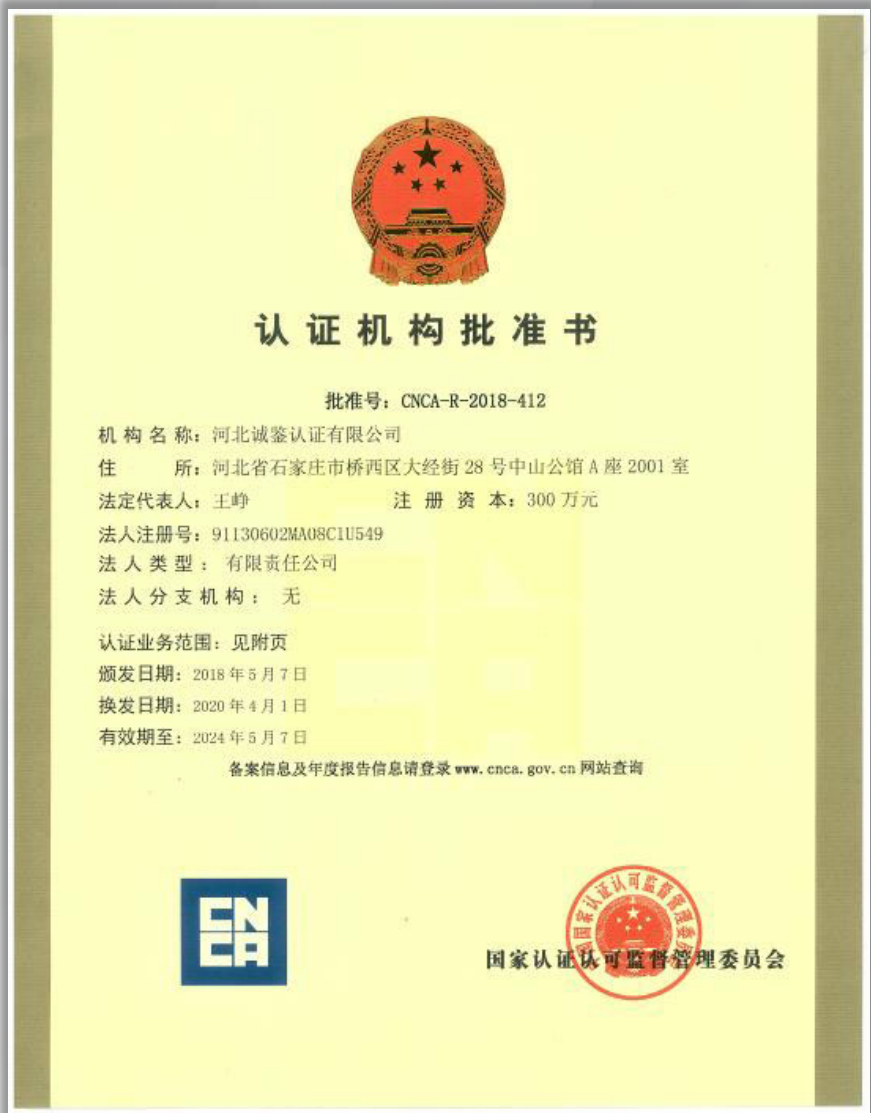 认证机构批准书
批准号：CNCA-R-2018-412
机构名称：河北诚鉴认证有限公司
住所：河北省石家庄市桥西区大经街28号中山公馆A座2001室
法定代表人：王峥 注册资本：300万元
法人注册号：91130602MA08C1U549
法人类型：有限责任公司
法人分支机构：无
认证业务范围：见附页
颁发日期：2018年5月7日
换发日期：2020年4月1日
有效期至：2024年5月7日
备案信息及年度报告信息请登录www.cnca.gov.cn网站查询
CN
CA
国家认证认可监督管理委员会